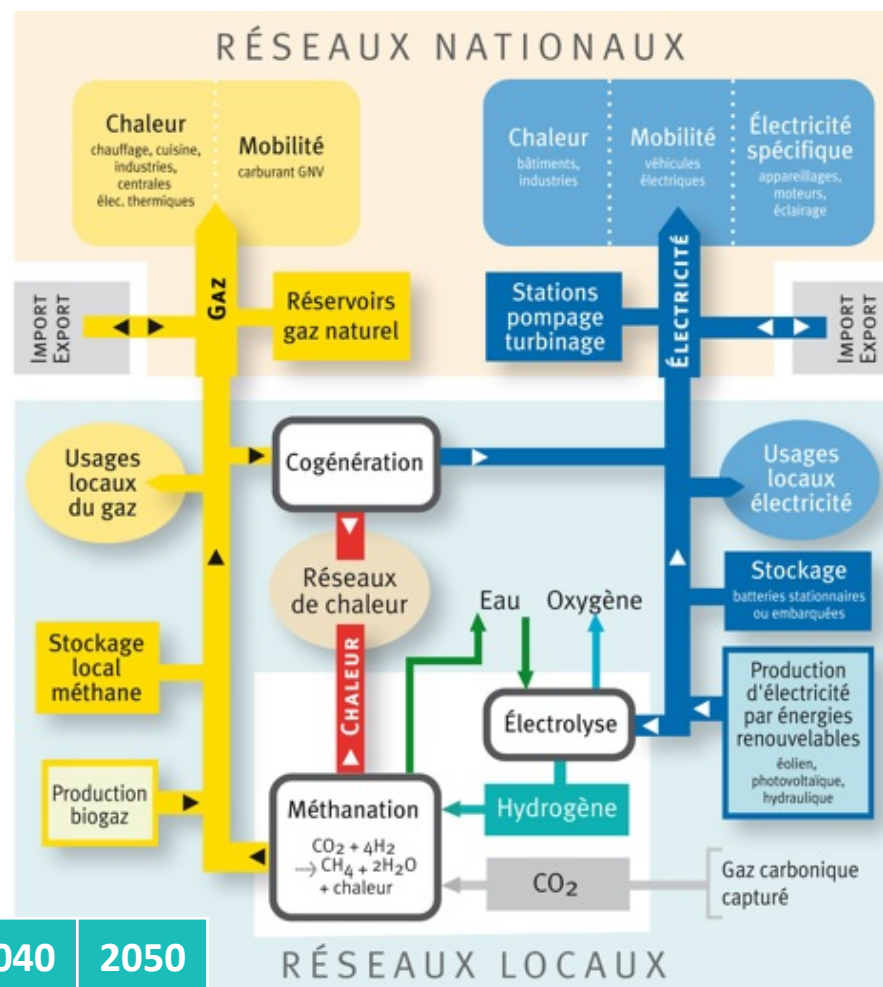 RÉSEAUX NATIONAUX
Chaleur
chauffage, cuisine,
industries,
centrales
élec. thermiques
Mobilité
carburant GNV
Chaleur
bâtiments,
industries
Mobilité
véhicules
électriques
Électricité
spécifique
appareillages,
moteurs,
éclairage
IMPORT
EXPORT
GAZ
Réservoirs
gaz naturel
Stations
pompage
turbinage
ÉLECTRICITÉ
IMPORT
EXPORT
Usages
locaux
du gaz
Cogénération
Usages
locaux
électricité
Réseaux
de chaleur
Eau
Oxygène
Stockage
batteries stationnaires
ou embarquées
Stockage
local
méthane
CHALEUR
Électrolyse
Production
d'électricité
par énergies
renouvelables
éolien,
photovoltaïque,
hydraulique
Production
biogaz
Méthanation
CO2 + 4H2
→ CH4 + 2H2O
+ chaleur
Hydrogène
CO2
Gaz carbonique
capturé
2050
RÉSEAUX LOCAUX